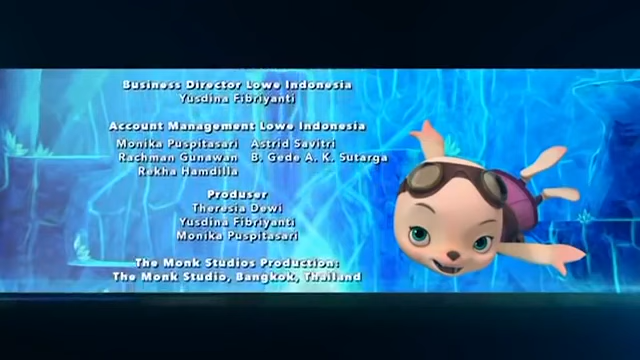 Business Director Lowe Indonesia
Yusdina Fibriyanti
Account Management Lowe Indonesia
Monika Puspitasari Astrid Savitri
Rachman Gunawan B. Gede A. K. Sutarga
Rekha Hamdilla
Produser
Theresia Dewi
Yusdina Fibriyanti
Monika Puspitasari
The Monk Studios Production:
The Monk Studio, Bangkok, Thailand